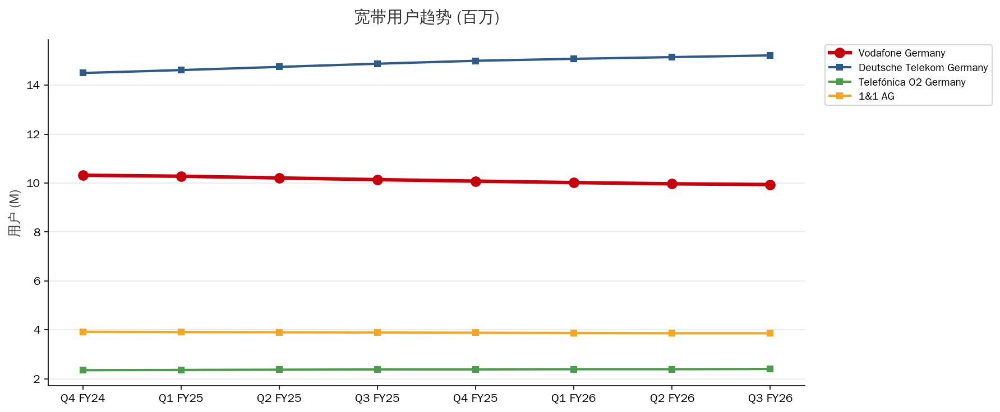 宽带用户趋势 (百万)
用户 (M)
14
12
10
8
6
4
2
Q4 FY24
Q1 FY25
Q2 FY25
Q3 FY25
Q4 FY25
Q1 FY26
Q2 FY26
Q3 FY26
Vodafone Germany
Deutsche Telekom Germany
Telefónica O2 Germany
1&1 AG